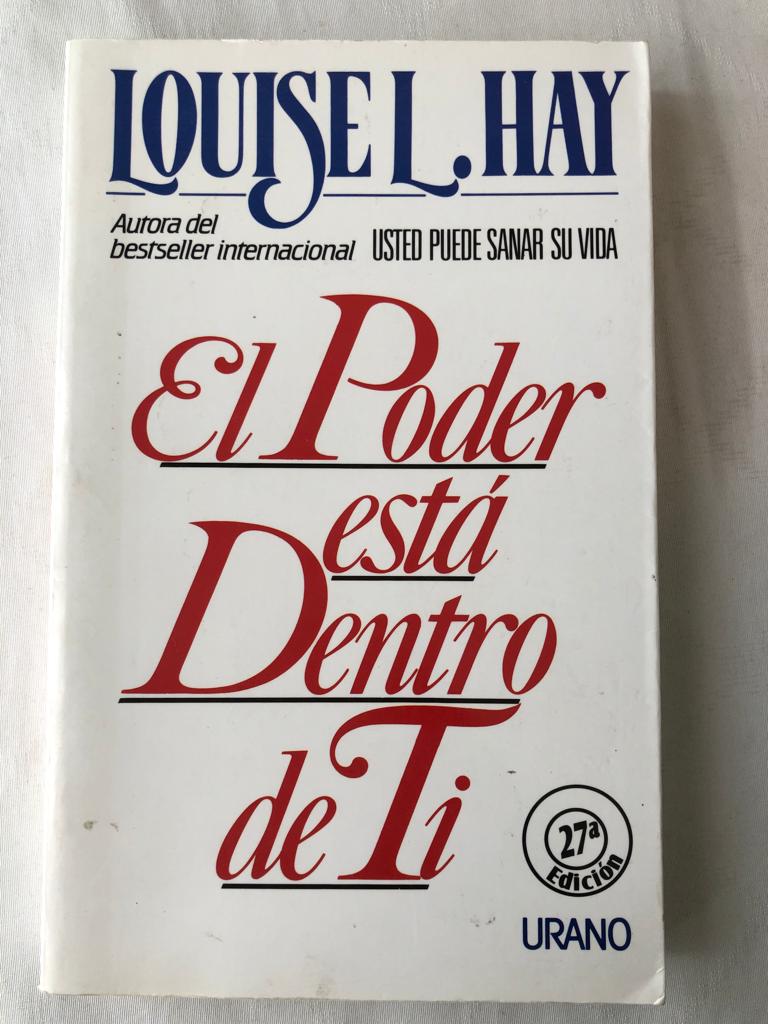 LOUISE L. HAY
Autora del
bestseller internacional USTED PUEDE SANAR SU VIDA
El Poder
está
Dentro
de Ti
27ª
Edición
URANO